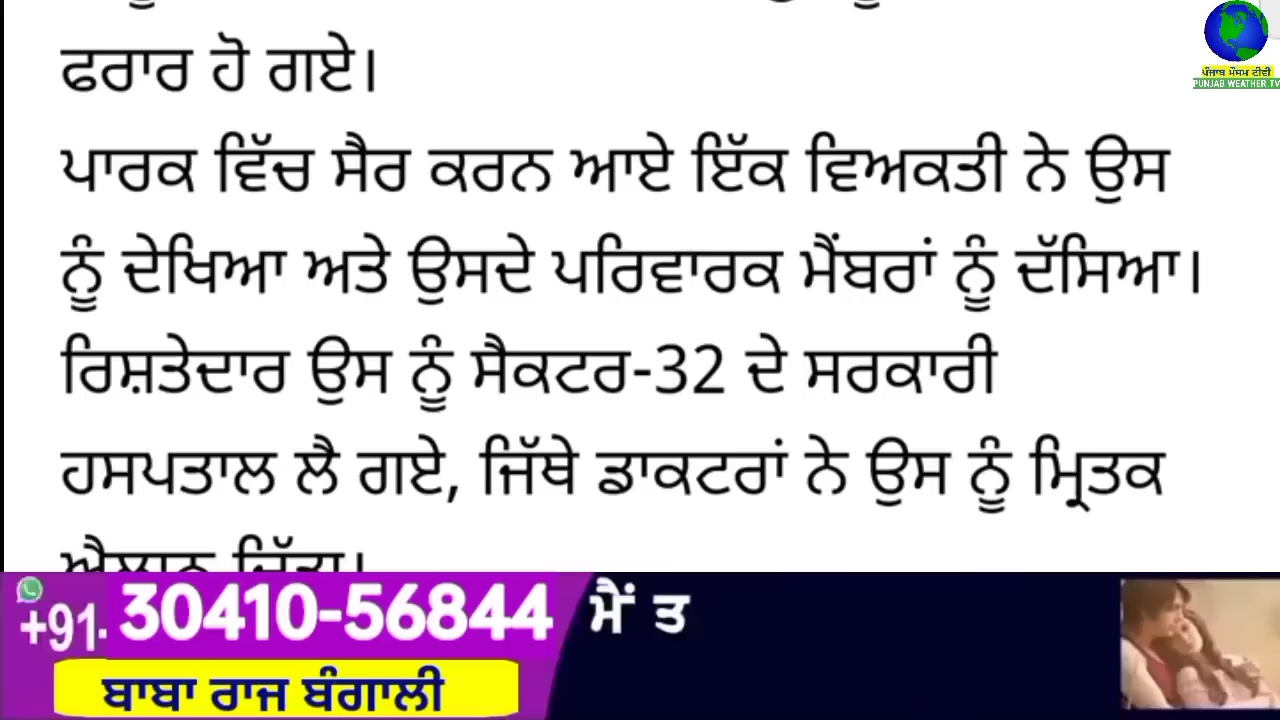 ਫਰਾਰ ਹੋ ਗਏ।
ਪੰਜਾਬ ਮੌਸਮ ਟੀਵੀ
PUNJAB WEATHER TV
ਪਾਰਕ ਵਿੱਚ ਸੈਰ ਕਰਨ ਆਏ ਇੱਕ ਵਿਅਕਤੀ ਨੇ ਉਸ
ਨੂੰ ਦੇਖਿਆ ਅਤੇ ਉਸਦੇ ਪਰਿਵਾਰਕ ਮੈਂਬਰਾਂ ਨੂੰ ਦੱਸਿਆ।
ਰਿਸ਼ਤੇਦਾਰ ਉਸ ਨੂੰ ਸੈਕਟਰ-32 ਦੇ ਸਰਕਾਰੀ
ਹਸਪਤਾਲ ਲੈ ਗਏ, ਜਿੱਥੇ ਡਾਕਟਰਾਂ ਨੇ ਉਸ ਨੂੰ ਮ੍ਰਿਤਕ
+91- 30410-56844
ਮੈਂ ਤ
ਬਾਬਾ ਰਾਜ ਬੰਗਾਲੀ